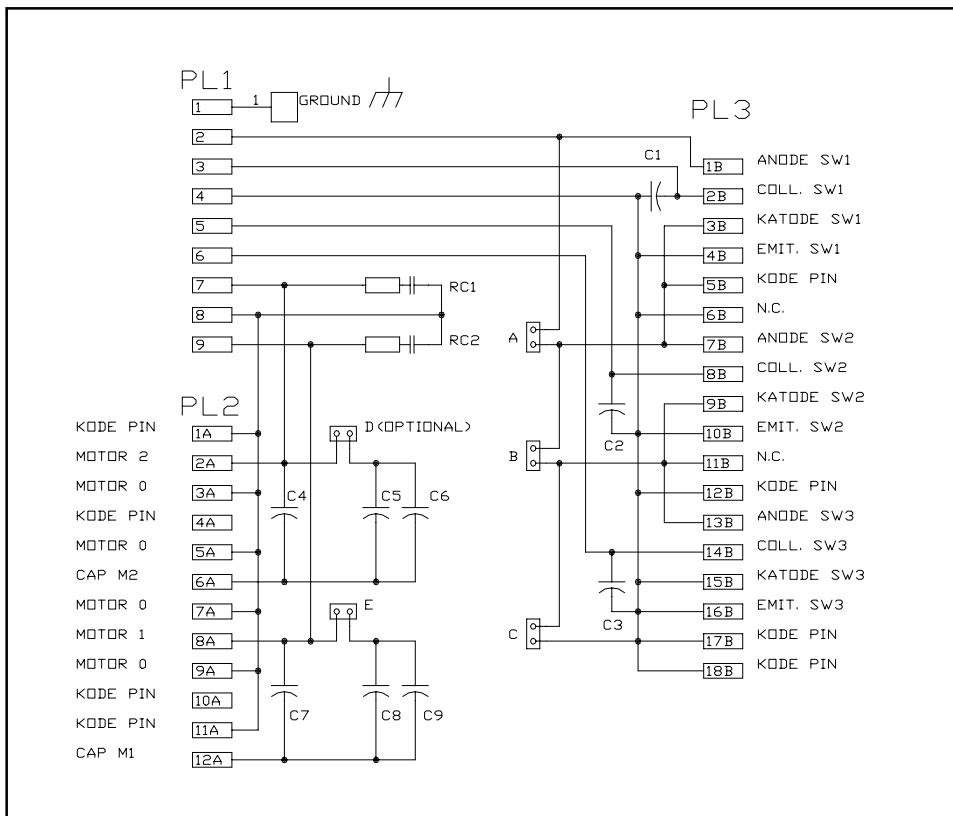 PL1
1
1
GROUND
2
3
4
5
6
7
8
9
RC1
RC2
PL2
KODE PIN
1A
MOTOR 2
2A
MOTOR 0
3A
KODE PIN
4A
MOTOR 0
5A
CAP M2
6A
MOTOR 0
7A
MOTOR 1
8A
MOTOR 0
9A
KODE PIN
10A
KODE PIN
11A
CAP M1
12A
D(OPTIONAL)
C4
C5
C6
E
C7
C8
C9
A
B
C
C1
C2
C3
PL3
1B
ANODE SW1
2B
COLL. SW1
3B
KATODE SW1
4B
EMIT. SW1
5B
KODE PIN
6B
N.C.
7B
ANODE SW2
8B
COLL. SW2
9B
KATODE SW2
10B
EMIT. SW2
11B
N.C.
12B
KODE PIN
13B
ANODE SW3
14B
COLL. SW3
15B
KATODE SW3
16B
EMIT. SW3
17B
KODE PIN
18B
KODE PIN